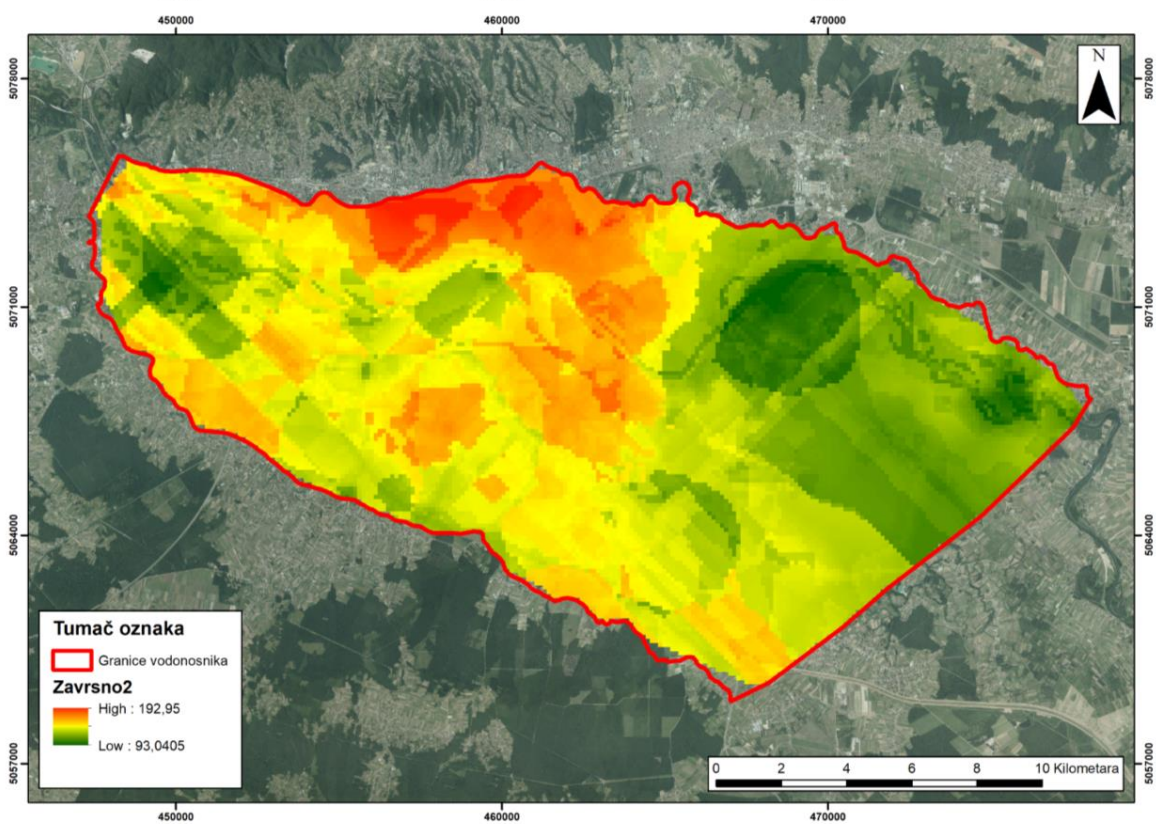 450000
460000
470000
5078000
5078000
N
5071000
5071000
5064000
5064000
Tumač oznaka
Granice vodonosnika
Zavrsno2
High : 192,95
Low : 93,0405
5057000
5057000
0 2 4 6 8 10 Kilometara
450000
460000
470000